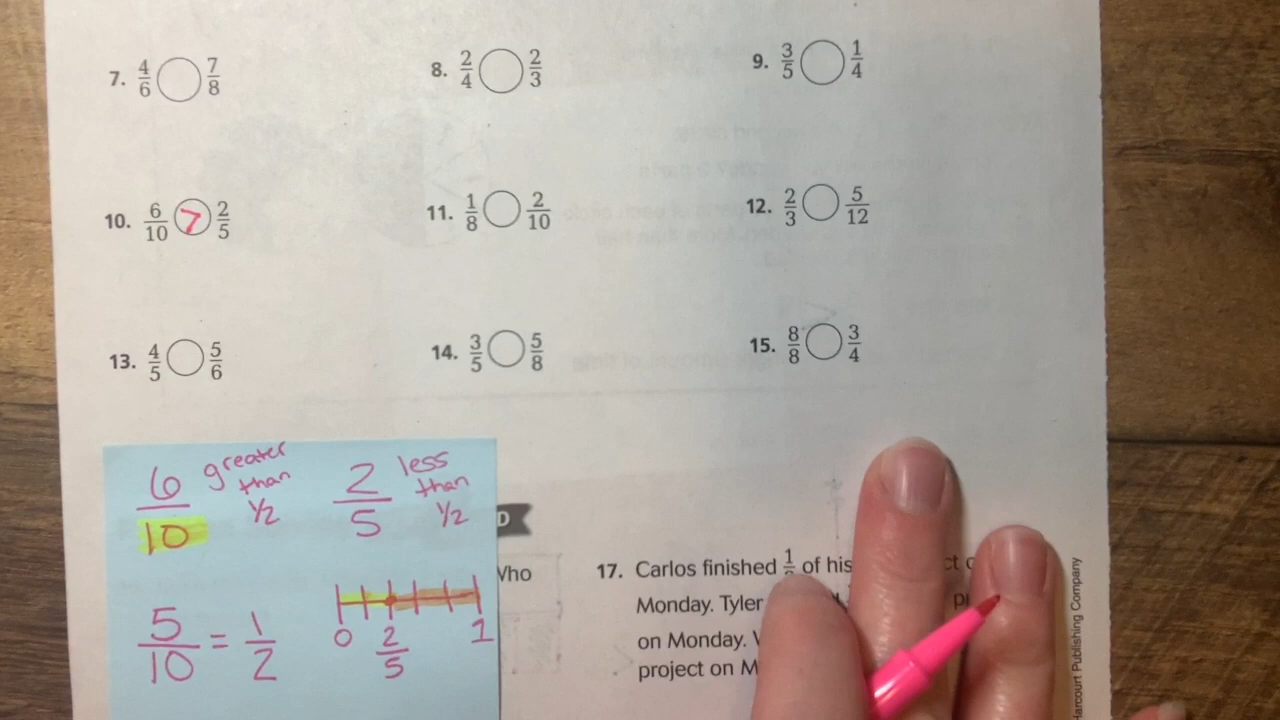 7. 4/6 ◯ 7/8
8. 2/4 ◯ 2/3
9. 3/5 ◯ 1/4
10. 6/10 > 2/5
11. 1/8 ◯ 2/10
12. 2/3 ◯ 5/12
13. 4/5 ◯ 5/6
14. 3/5 ◯ 5/8
15. 8/8 ◯ 3/4
6/10 greater
than
1/2
2/5 less
than
1/2
5/10 = 1/2
0 2/5 1
17. Carlos finished of his
Monday. Tyler
on Monday.
project on
Harcourt Publishing Company